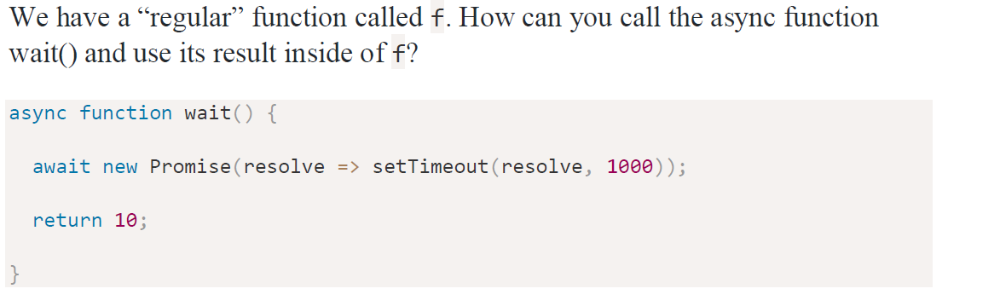 We have a “regular” function called f. How can you call the async function
wait() and use its result inside of f?
async function wait() {
await new Promise(resolve => setTimeout(resolve, 1000));
return 10;
}